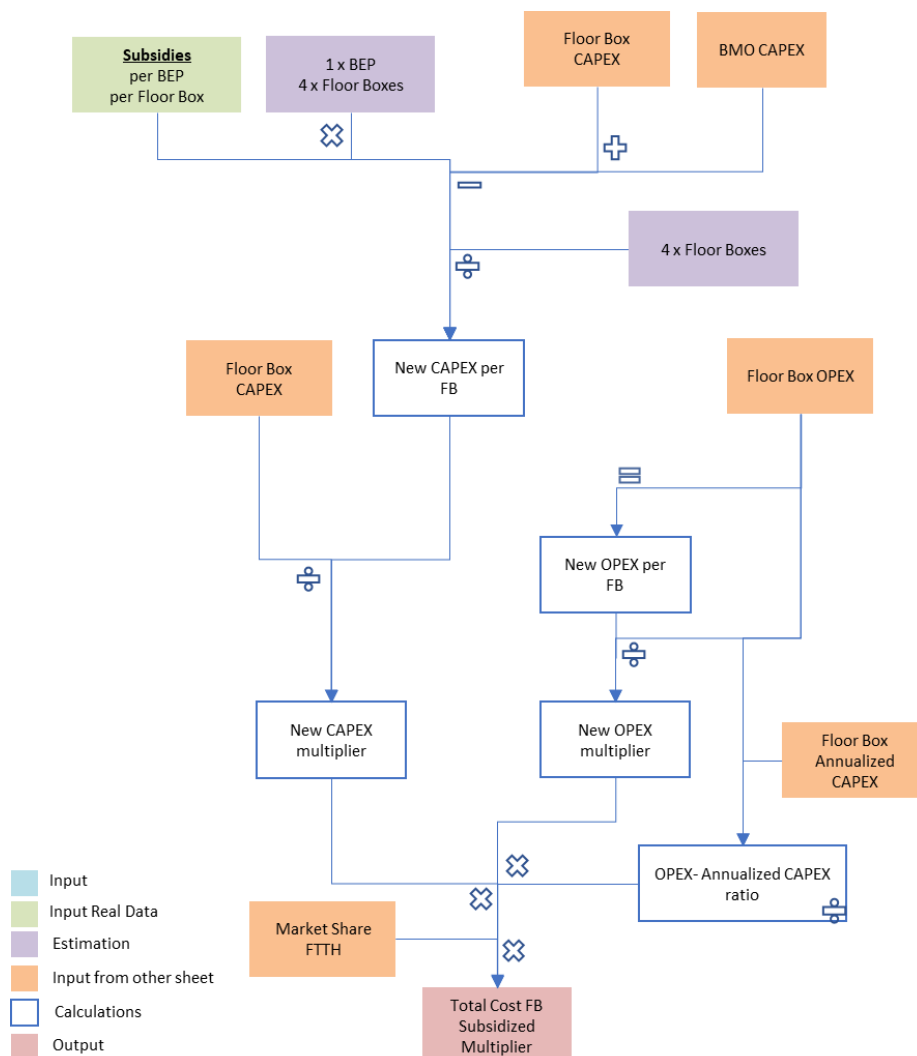 Subsidies
per BEP
per Floor Box
1 x BEP
4 x Floor Boxes
Floor Box
CAPEX
BMO CAPEX
4 x Floor Boxes
Floor Box
CAPEX
New CAPEX per
FB
Floor Box OPEX
New OPEX per
FB
New CAPEX
multiplier
New OPEX
multiplier
Floor Box
Annualized
CAPEX
OPEX- Annualized CAPEX
ratio
Market Share
FTTH
Total Cost FB
Subsidized
Multiplier
Input
Input Real Data
Estimation
Input from other sheet
Calculations
Output